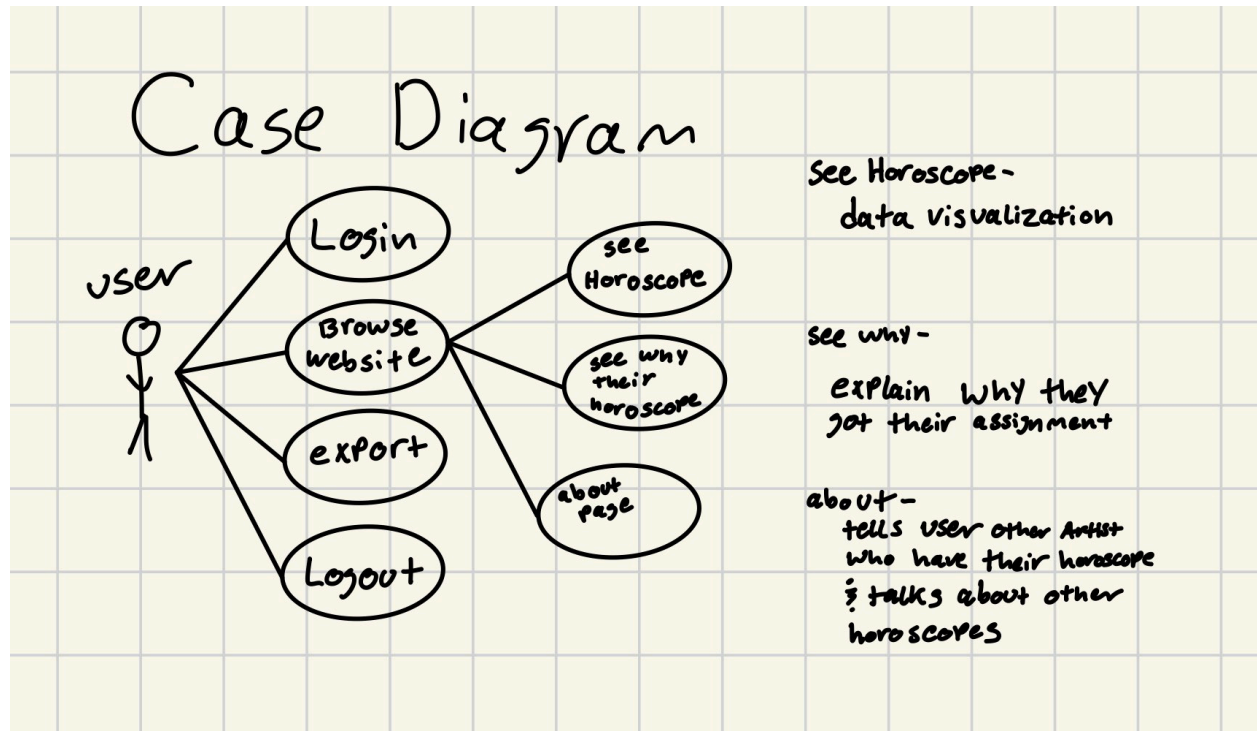 Case Diagram
user
Login
Browse
website
export
Logout
see
Horoscope
see why
their
horoscope
about
page
see Horoscope-
data visualization
see why-
explain why they
got their assignment
about-
tells user other Artist
who have their horoscope
& talks about other
horoscopes